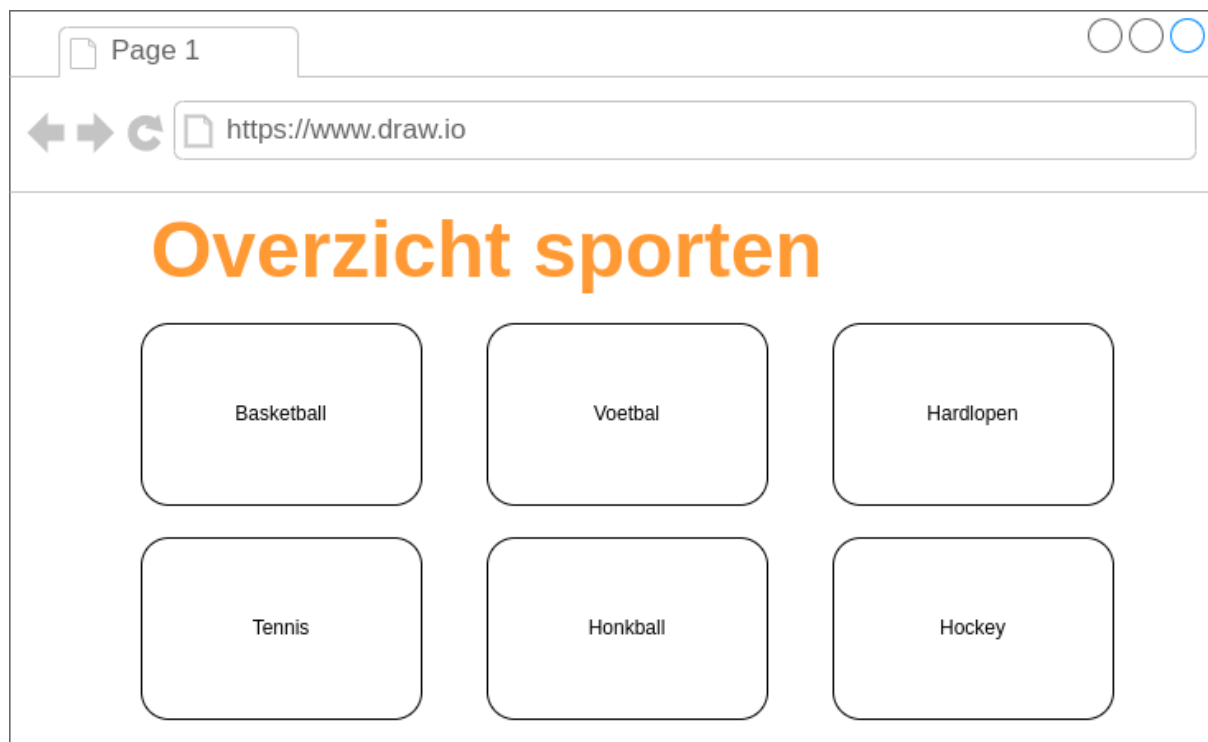 Page 1
https://www.draw.io
Overzicht sporten
Basketball
Voetbal
Hardlopen
Tennis
Honkball
Hockey